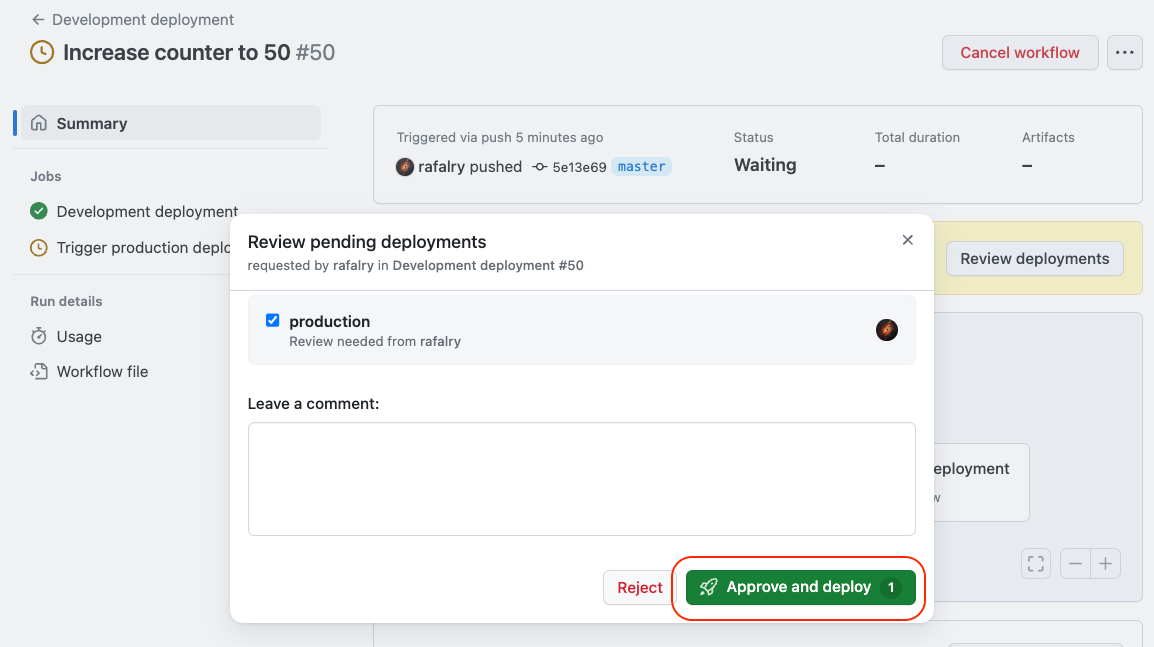 Development deployment
Increase counter to 50 #50
Cancel workflow
Summary
Triggered via push 5 minutes ago
Status
Total duration
Artifacts
rafalry pushed 5e13e69 master
Waiting
–
–
Jobs
Development deployment
Trigger production deplo
Review deployments
Run details
Usage
Workflow file
Review pending deployments
requested by rafalry in Development deployment #50
production
Review needed from rafalry
Leave a comment:
eployment
w
Reject
Approve and deploy 1